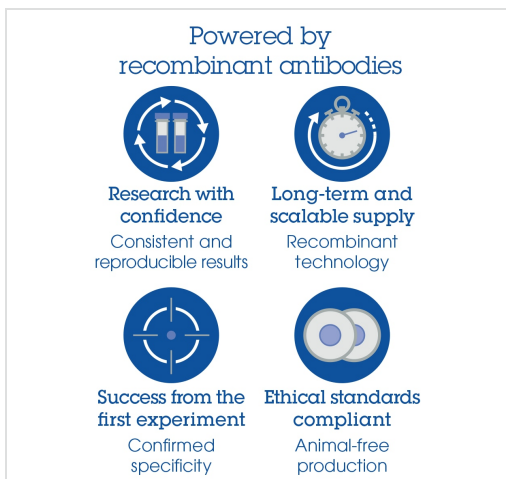 Powered by
recombinant antibodies
Research with
confidence
Consistent and
reproducible results
Long-term and
scalable supply
Recombinant
technology
Success from the
first experiment
Confirmed
specificity
Ethical standards
compliant
Animal-free
production